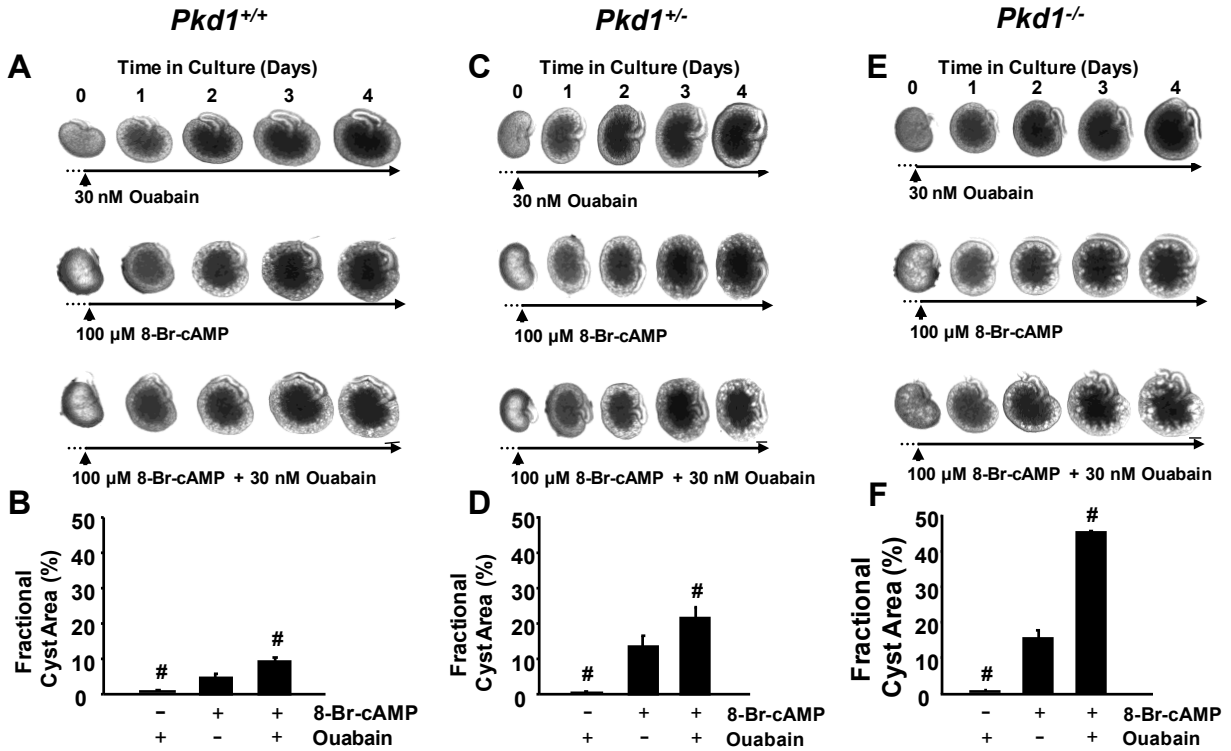 Pkd1+/+
Pkd1+/-
Pkd1-/-
A
Time in Culture (Days)
0 1 2 3 4
30 nM Ouabain
100 µM 8-Br-cAMP
100 µM 8-Br-cAMP + 30 nM Ouabain
C
Time in Culture (Days)
0 1 2 3 4
30 nM Ouabain
100 µM 8-Br-cAMP
100 µM 8-Br-cAMP + 30 nM Ouabain
E
Time in Culture (Days)
0 1 2 3 4
30 nM Ouabain
100 µM 8-Br-cAMP
100 µM 8-Br-cAMP + 30 nM Ouabain
B
Fractional
Cyst Area (%)
50
40
30
20
10
0
# #
− + + 8-Br-cAMP
+ − + Ouabain
D
Fractional
Cyst Area (%)
50
40
30
20
10
0
# #
− + + 8-Br-cAMP
+ − + Ouabain
F
Fractional
Cyst Area (%)
50
40
30
20
10
0
# #
− + + 8-Br-cAMP
+ − + Ouabain